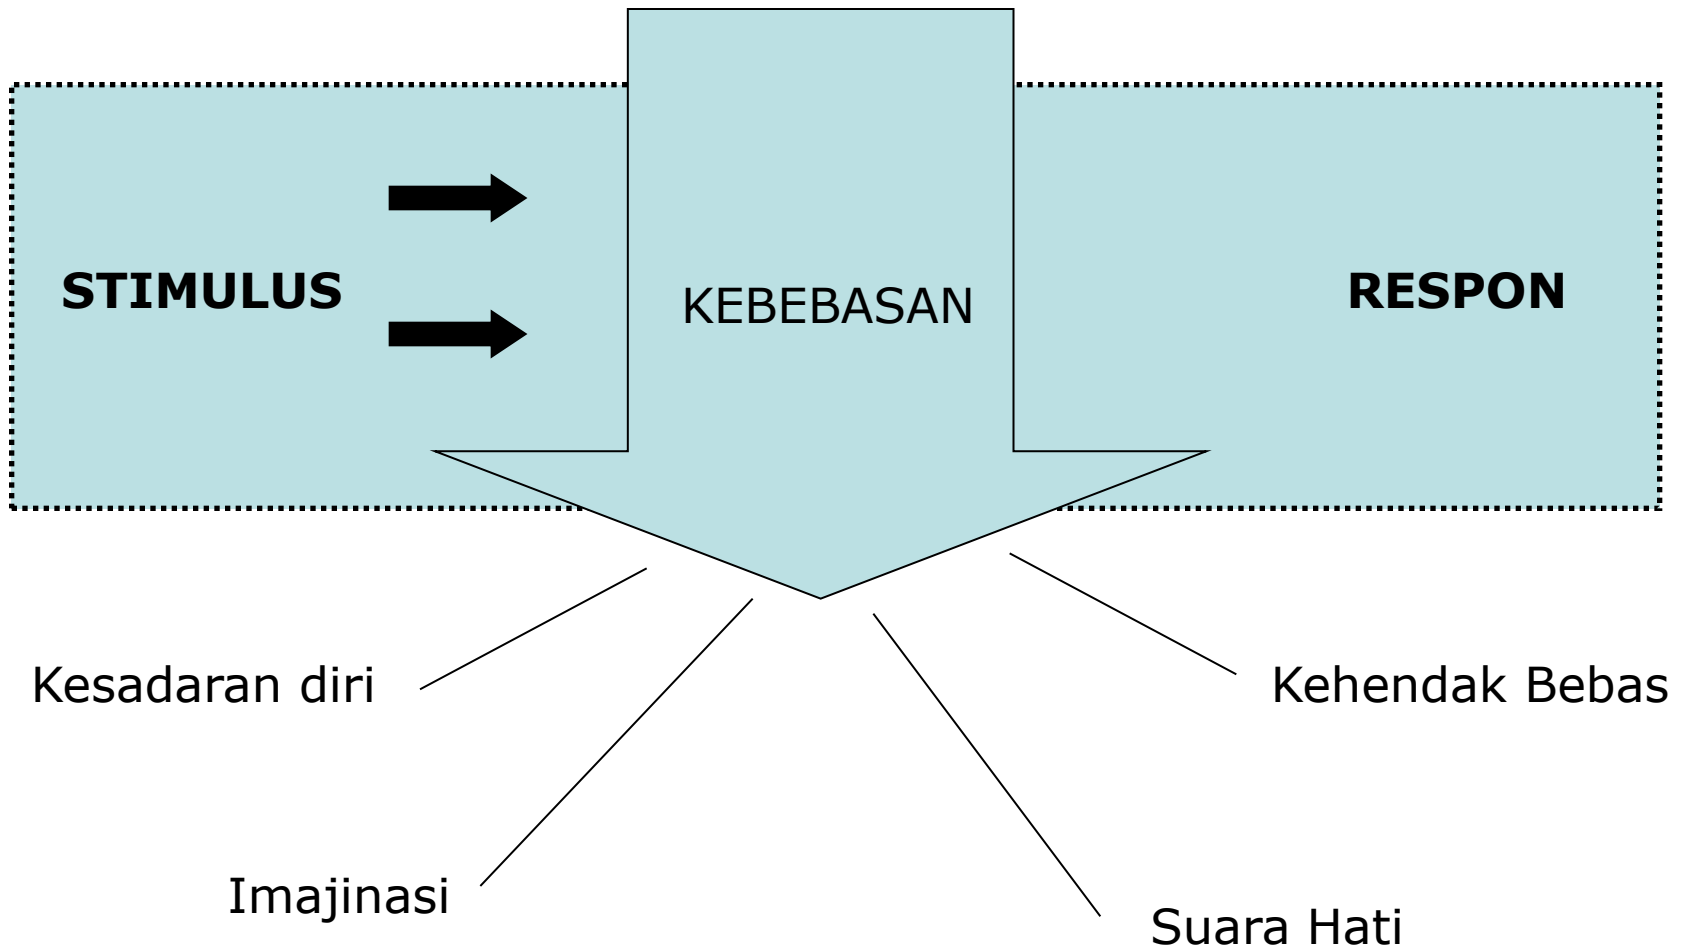 STIMULUS
KEBEBASAN
RESPON
Kesadaran diri
Kehendak Bebas
Imajinasi
Suara Hati